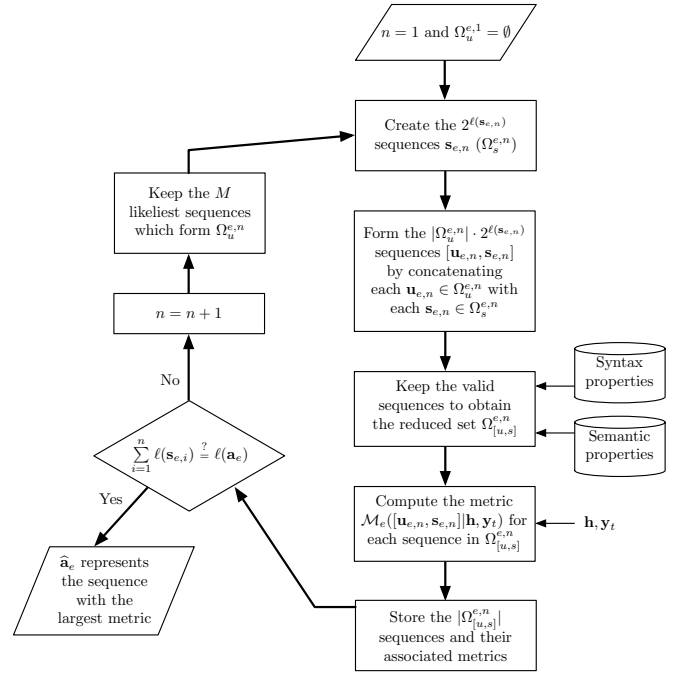 n = 1 and Ω_u^{e,1} = ∅
Create the 2^{ℓ(s_{e,n})}
sequences s_{e,n} (Ω_s^{e,n})
Form the |Ω_u^{e,n}| · 2^{ℓ(s_{e,n})}
sequences [u_{e,n}, s_{e,n}]
by concatenating
each u_{e,n} ∈ Ω_u^{e,n} with
each s_{e,n} ∈ Ω_s^{e,n}
Keep the valid
sequences to obtain
the reduced set Ω_{[u,s]}^{e,n}
Syntax
properties
Semantic
properties
Compute the metric
ℳ_e([u_{e,n}, s_{e,n}]|h, y_t) for
each sequence in Ω_{[u,s]}^{e,n}
h, y_t
Store the |Ω_{[u,s]}^{e,n}|
sequences and their
associated metrics
∑_{i=1}^{n} ℓ(s_{e,i}) ≟ ℓ(a_e)
Yes
â_e represents
the sequence
with the
largest metric
No
n = n + 1
Keep the M
likeliest sequences
which form Ω_u^{e,n}